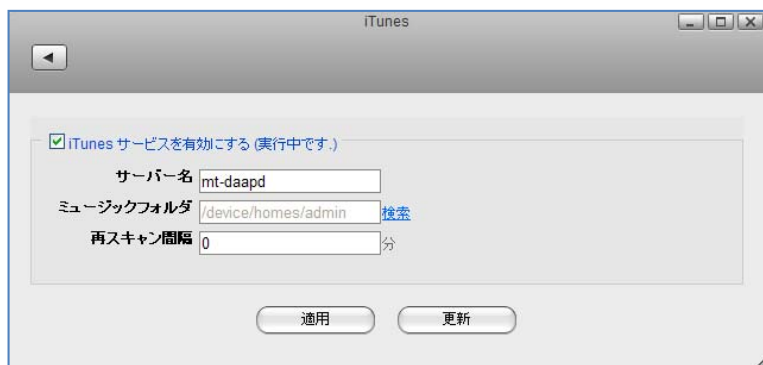 iTunes
iTunes サービスを有効にする (実行中です.)
サーバー名 mt-daapd
ミュージックフォルダ /device/homes/admin 検索
再スキャン間隔 0 分
適用 更新